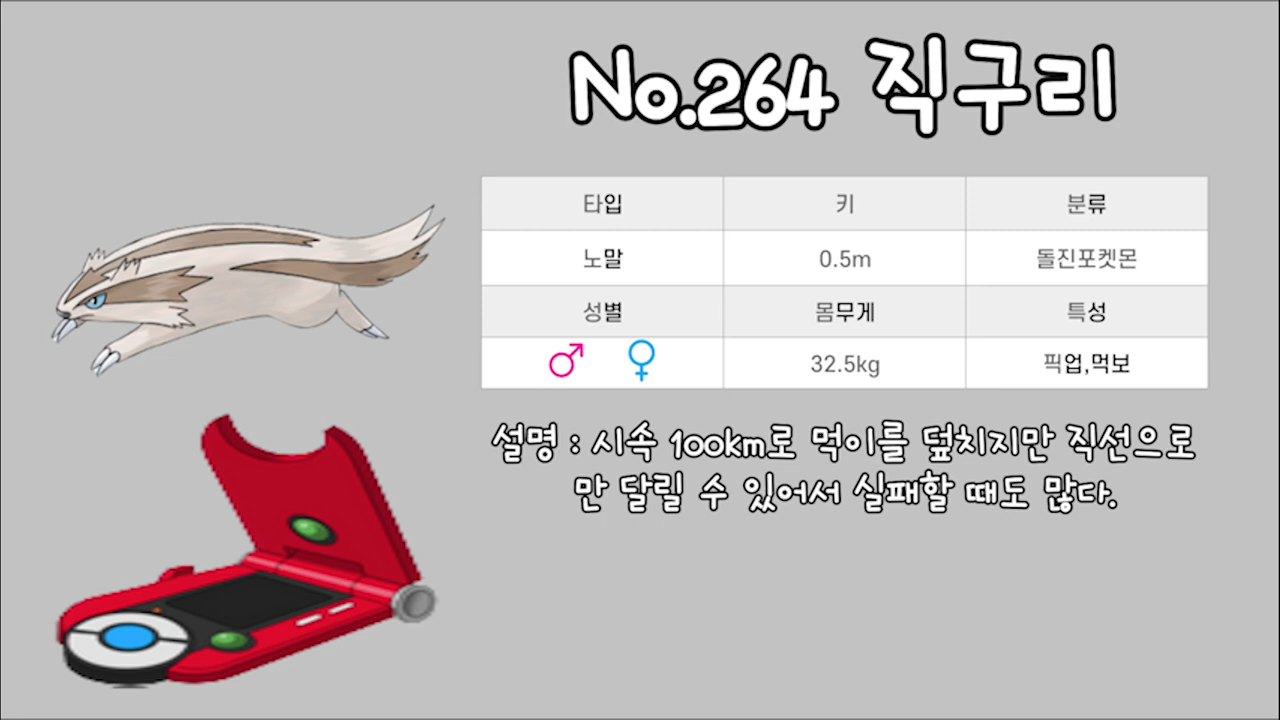 No.264 직구리
타입 키 분류
노말 0.5m 돌진포켓몬
성별 몸무게 특성
♂ ♀ 32.5kg 픽업,먹보
설명 : 시속 100km로 먹이를 덮치지만 직선으로
만 달릴 수 있어서 실패할 때도 많다.